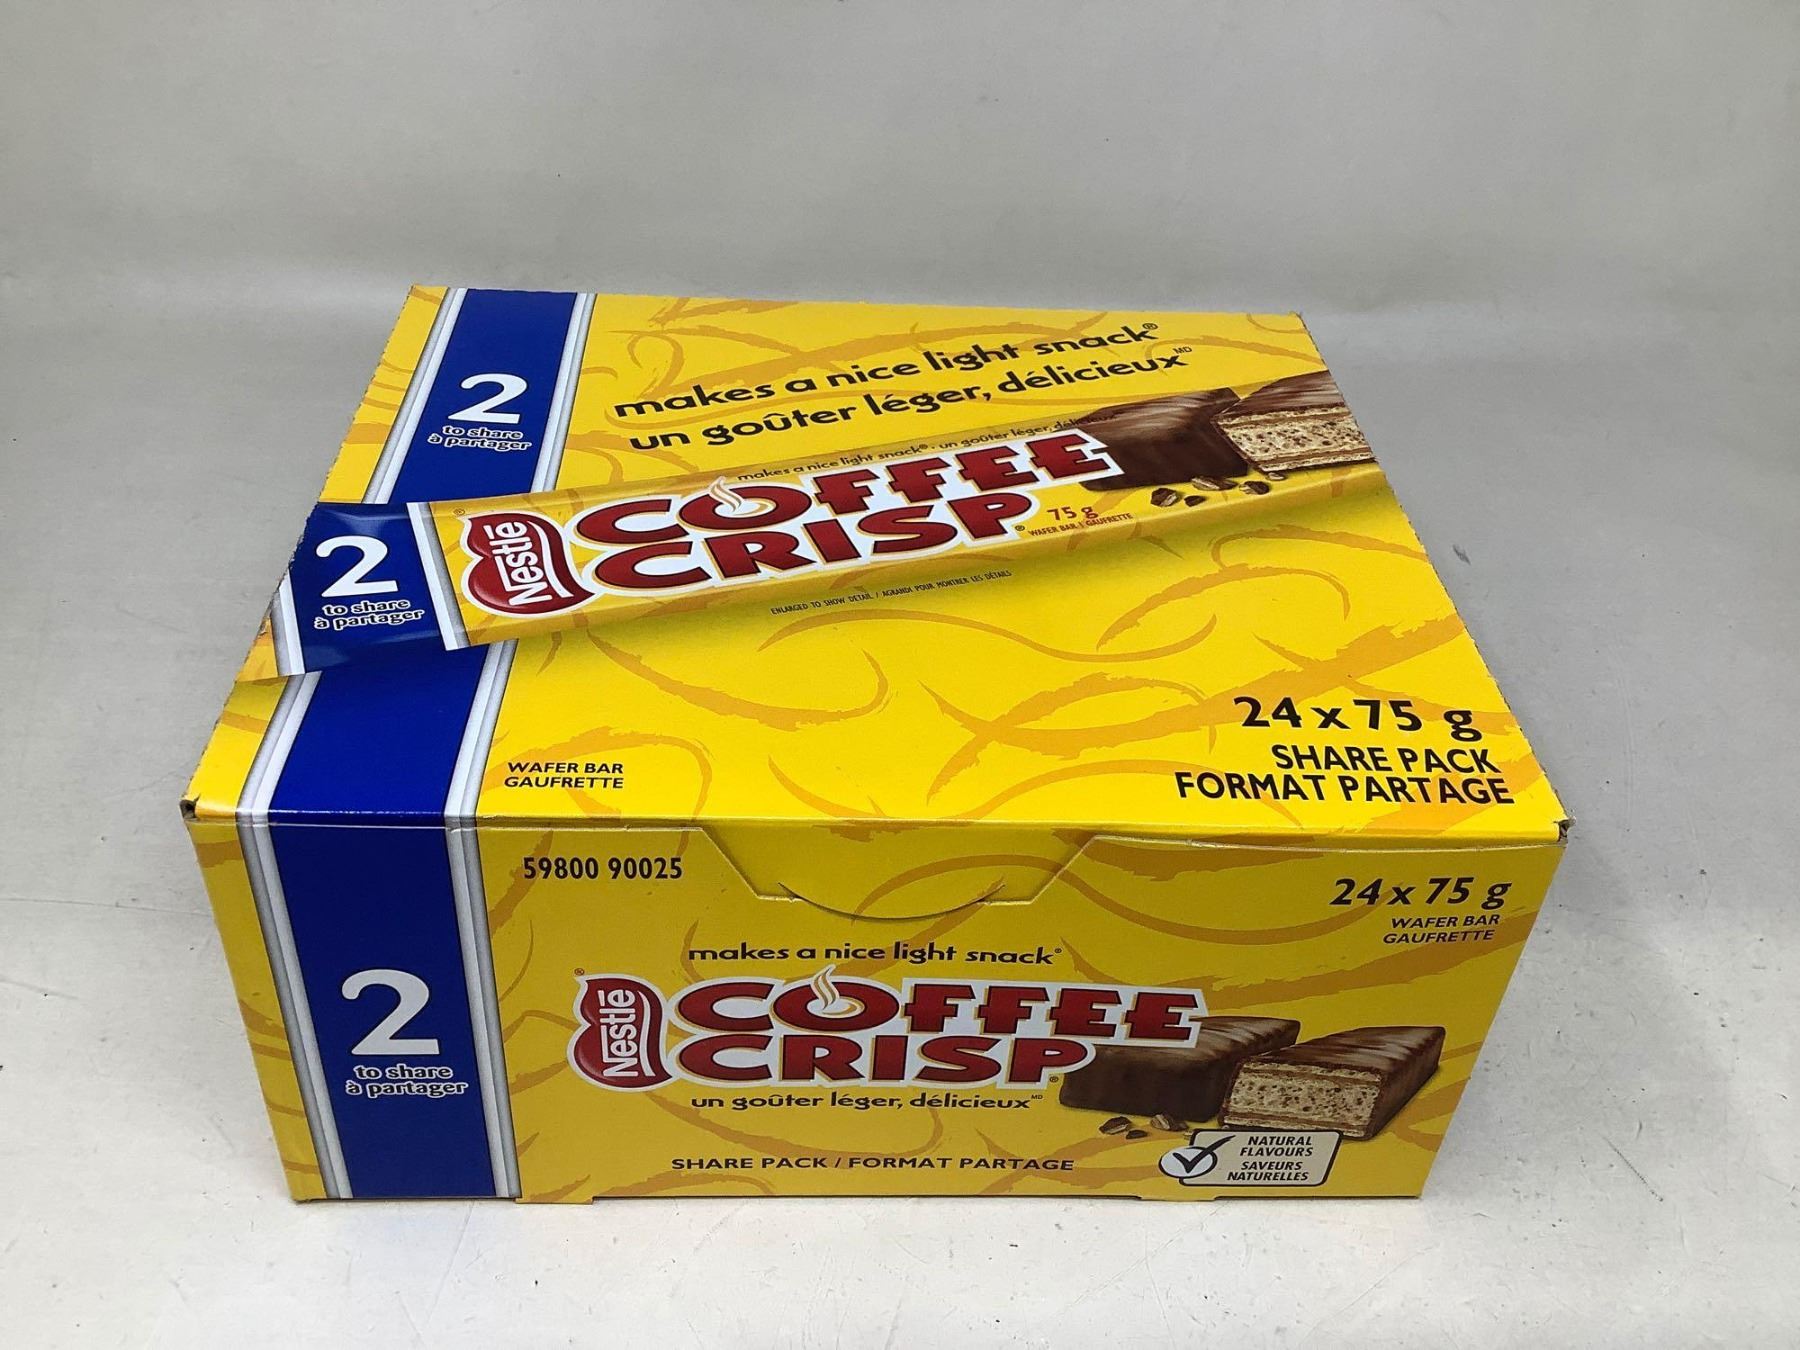 2
to share
à partager
makes a nice light snack®
un goûter léger, délicieux MD
makes a nice light snack® • un goûter léger, délicieux
2
to share
à partager
Nestlé
COFFEE
CRISP®
75 g
WAFER BAR | GAUFRETTE
ENLARGED TO SHOW DETAIL / AGRANDI POUR MONTRER LES DÉTAILS
24 x 75 g
SHARE PACK
FORMAT PARTAGE
WAFER BAR
GAUFRETTE
59800 90025
24 x 75 g
WAFER BAR
GAUFRETTE
makes a nice light snack®
Nestlé
COFFEE
CRISP®
un goûter léger, délicieux MD
2
to share
à partager
SHARE PACK / FORMAT PARTAGE
NATURAL
FLAVOURS
SAVEURS
NATURELLES